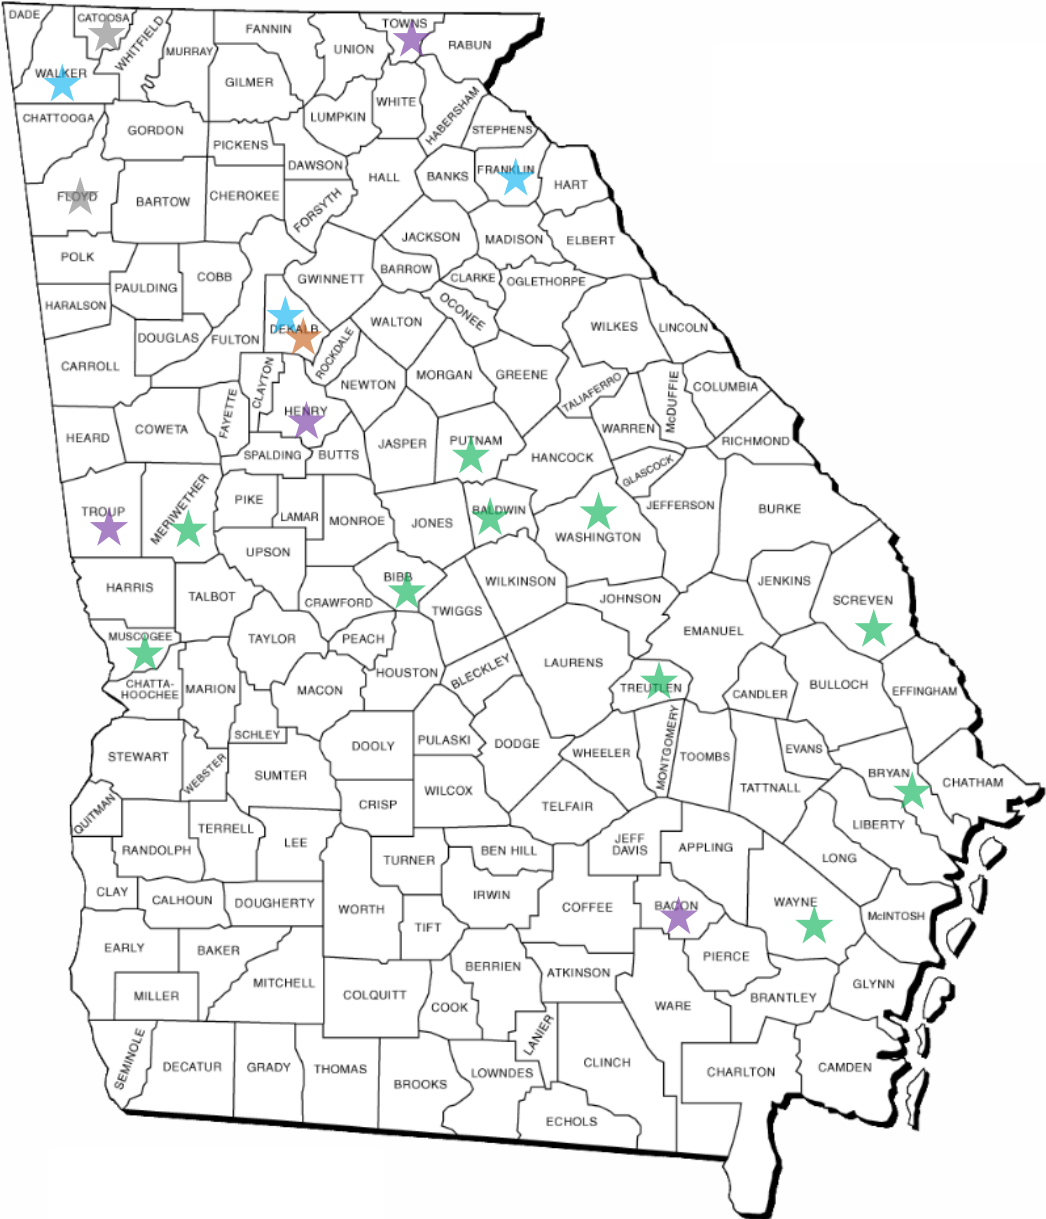 DADE
CATOOSA
WHITFIELD
MURRAY
FANNIN
UNION
TOWNS
RABUN
WALKER
GILMER
WHITE
HABERSHAM
LUMPKIN
CHATTOOGA
GORDON
PICKENS
DAWSON
STEPHENS
HALL
BANKS
FRANKLIN
HART
FLOYD
BARTOW
CHEROKEE
FORSYTH
JACKSON
MADISON
ELBERT
POLK
PAULDING
COBB
GWINNETT
BARROW
CLARKE
OGLETHORPE
OCONEE
HARALSON
DOUGLAS
FULTON
DEKALB
ROCKDALE
WALTON
WILKES
LINCOLN
CARROLL
CLAYTON
NEWTON
MORGAN
GREENE
TALIAFERRO
McDUFFIE
COLUMBIA
HEARD
COWETA
FAYETTE
HENRY
SPALDING
BUTTS
JASPER
PUTNAM
HANCOCK
WARREN
RICHMOND
GLASCOCK
TROUP
MERIWETHER
PIKE
LAMAR
MONROE
JONES
BALDWIN
WASHINGTON
JEFFERSON
BURKE
UPSON
HARRIS
TALBOT
CRAWFORD
BIBB
TWIGGS
WILKINSON
JOHNSON
JENKINS
SCREVEN
MUSCOGEE
TAYLOR
PEACH
EMANUEL
CHATTA-
HOOCHEE
MARION
MACON
HOUSTON
BLECKLEY
LAURENS
TREUTLEN
CANDLER
BULLOCH
EFFINGHAM
SCHLEY
STEWART
WEBSTER
SUMTER
DOOLY
PULASKI
DODGE
WHEELER
MONTGOMERY
TOOMBS
EVANS
TATTNALL
BRYAN
CHATHAM
QUITMAN
CRISP
WILCOX
TELFAIR
LIBERTY
TERRELL
LEE
RANDOLPH
TURNER
BEN HILL
JEFF
DAVIS
APPLING
LONG
CLAY
CALHOUN
DOUGHERTY
WORTH
IRWIN
COFFEE
BACON
WAYNE
McINTOSH
TIFT
EARLY
BAKER
MITCHELL
BERRIEN
ATKINSON
PIERCE
GLYNN
MILLER
COLQUITT
COOK
WARE
BRANTLEY
SEMINOLE
DECATUR
GRADY
THOMAS
BROOKS
LOWNDES
LANIER
CLINCH
CHARLTON
CAMDEN
ECHOLS